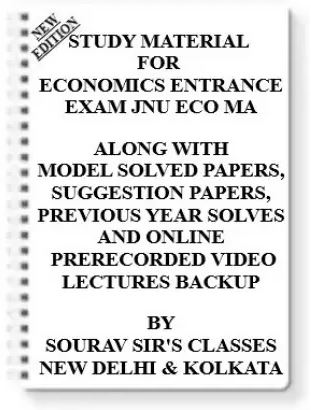 NEW
EDITION
STUDY MATERIAL
FOR
ECONOMICS ENTRANCE
EXAM JNU ECO MA
ALONG WITH
MODEL SOLVED PAPERS,
SUGGESTION PAPERS,
PREVIOUS YEAR SOLVES
AND ONLINE
PRERECORDED VIDEO
LECTURES BACKUP
BY
SOURAV SIR'S CLASSES
NEW DELHI & KOLKATA